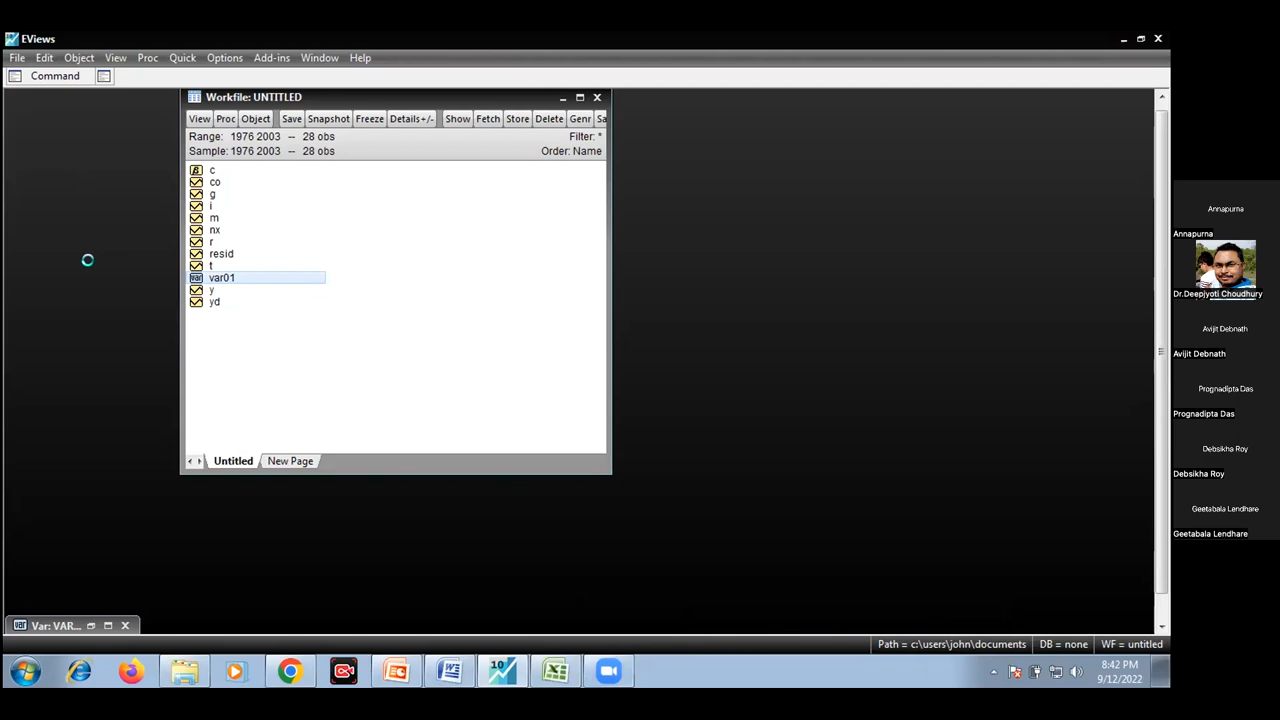 EViews
File Edit Object View Proc Quick Options Add-ins Window Help
Command
Workfile: UNTITLED
View Proc Object Save Snapshot Freeze Details+/- Show Fetch Store Delete Genr Sa
Range: 1976 2003 -- 28 obs Filter: *
Sample: 1976 2003 -- 28 obs Order: Name
β c
co
g
i
m
nx
r
resid
t
var var01
y
yd
Untitled New Page
var Var: VAR...
Path = c:\users\john\documents DB = none WF = untitled
10
8:42 PM
9/12/2022
Annapurna
Annapurna
Dr.Deepjyoti Choudhury
Avijit Debnath
Avijit Debnath
Prognadipta Das
Prognadipta Das
Debsikha Roy
Debsikha Roy
Geetabala Lendhare
Geetabala Lendhare